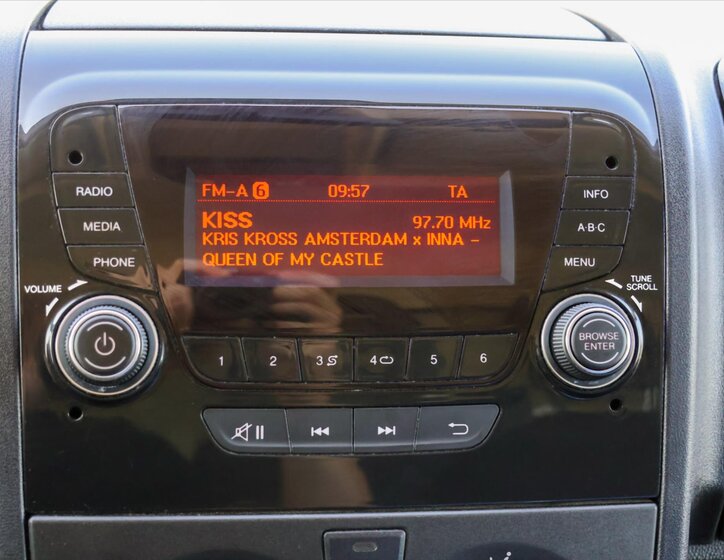 FM-A 6 09:57 TA
KISS 97.70 MHz
KRIS KROSS AMSTERDAM x INNA -
QUEEN OF MY CASTLE
RADIO
MEDIA
PHONE
INFO
A·B·C
MENU
VOLUME
TUNE
SCROLL
BROWSE
ENTER
1 2 3 4 5 6